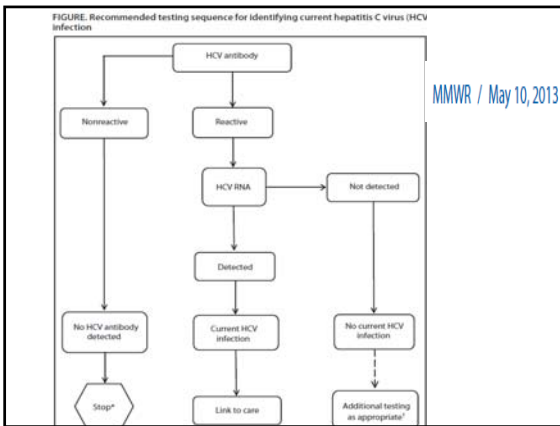 FIGURE. Recommended testing sequence for identifying current hepatitis C virus (HCV
infection
HCV antibody
MMWR / May 10, 2013
Nonreactive
Reactive
HCV RNA
Not detected
Detected
No HCV antibody
detected
Current HCV
infection
No current HCV
infection
Stop*
Link to care
Additional testing
as appropriate†